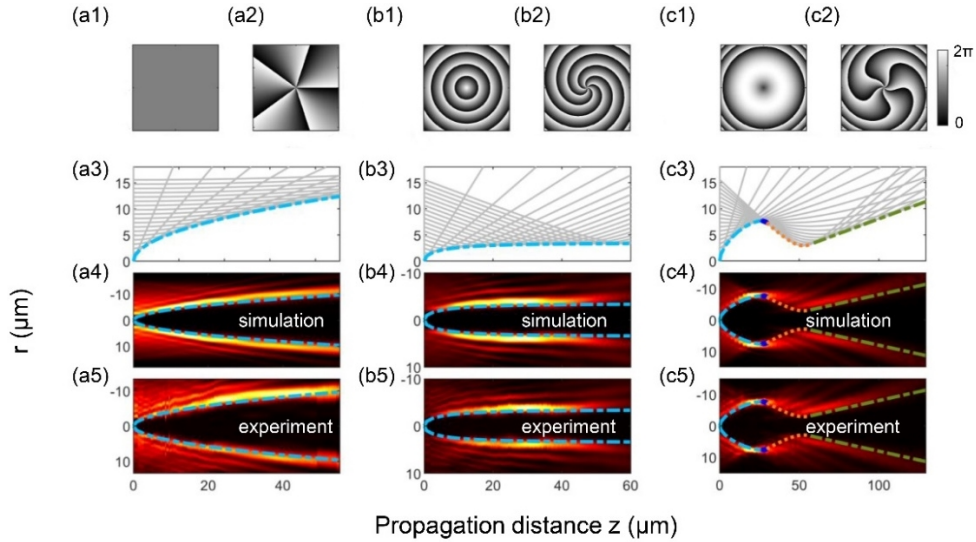 (a1) (a2) (b1) (b2) (c1) (c2)
2π
0
(a3) (b3) (c3)
15 15 15
10 10 10
5 5 5
0 0 0
(a4) (b4) (c4)
-10 -10 -10
0 simulation 0 simulation 0 simulation
10 10 10
r (μm)
(a5) (b5) (c5)
-10 -10 -10
0 experiment 0 experiment 0 experiment
10 10 10
0 20 40 0 20 40 60 0 50 100
Propagation distance z (μm)